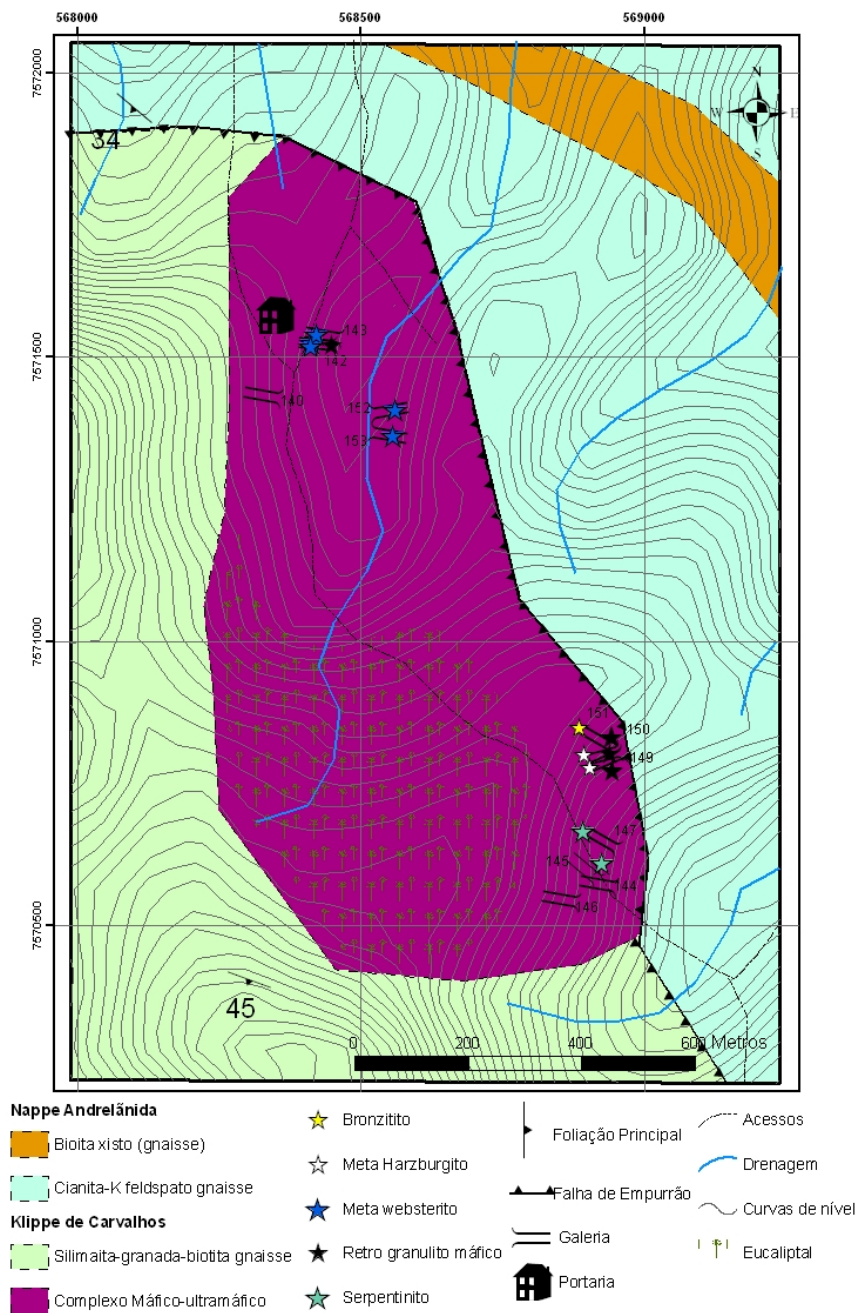 568000 568500 569000
7572000
N
W E
S
34
7571500
143
142
140
152
153
7571000
151
150
149
147
145
144
146
7570500
45
0 200 400 600 Metros
Nappe Andrelãnida
Bioita xisto (gnaisse)
Cianita-K feldspato gnaisse
Klippe de Carvalhos
Silimaita-granada-biotita gnaisse
Complexo Máfico-ultramáfico
Bronzitito
Meta Harzburgito
Meta websterito
Retro granulito máfico
Serpentinito
Foliação Principal
Falha de Empurrão
Galeria
Portaria
Acessos
Drenagem
Curvas de nível
Eucaliptal